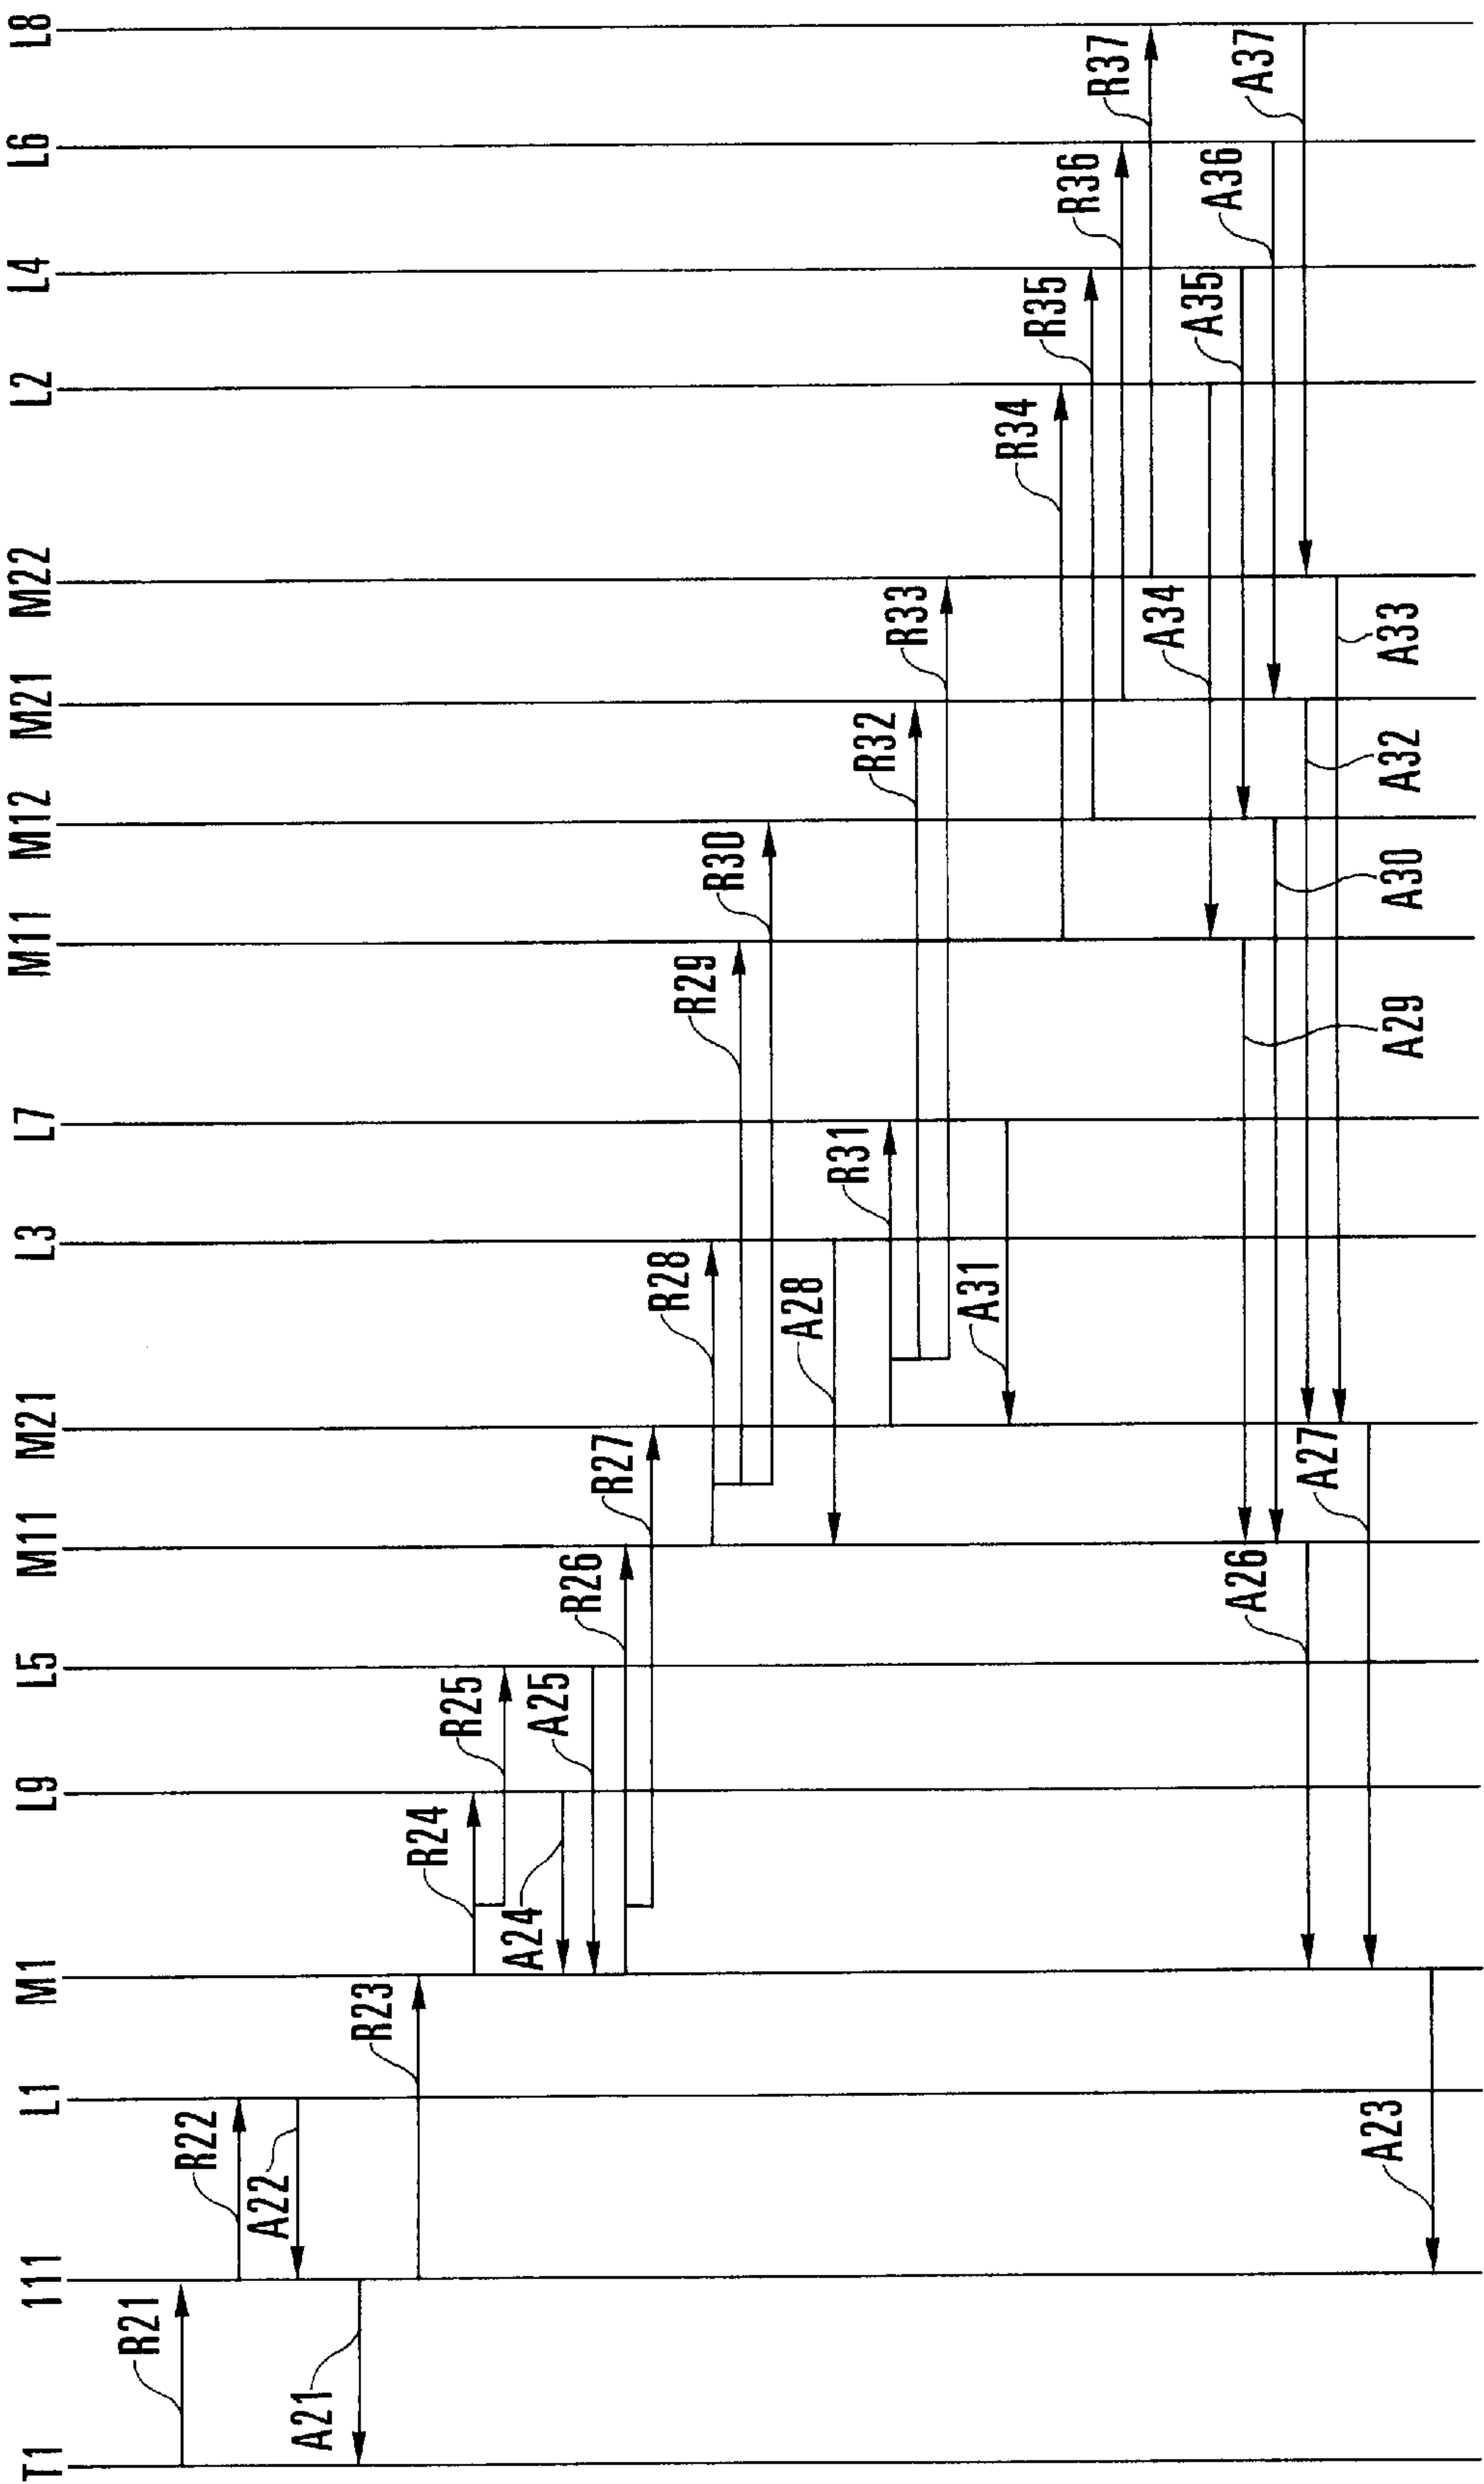 T1
111
L1
M1
L9
L5
M11
M21
L3
L7
M11
M12
M21
M22
L2
L4
L6
L8
R21
R22
A22
A21
R23
R24
R25
A24
A25
R26
R27
R28
R29
R30
A28
R31
R32
R33
A31
R34
R35
R36
R37
A34
A35
A36
A37
A29
A30
A32
A33
A26
A27
A23